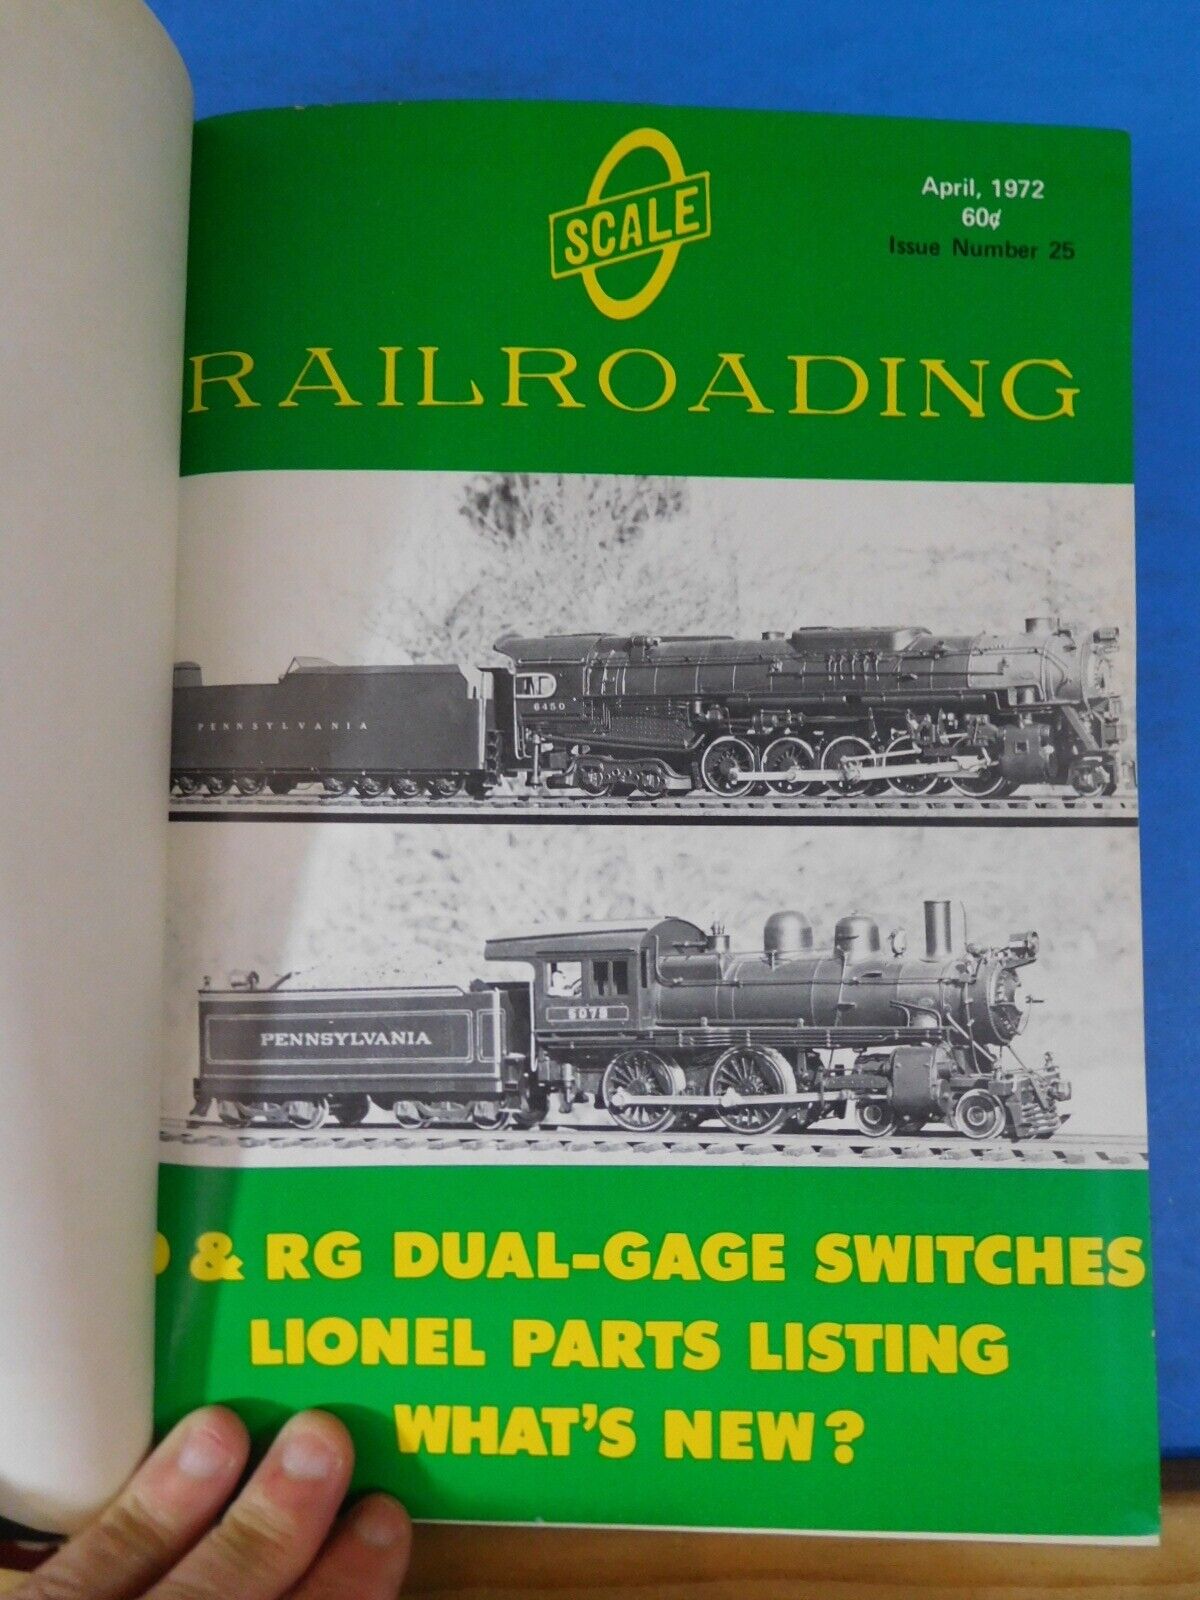 SCALE
April, 1972
60¢
Issue Number 25
RAILROADING
PENNSYLVANIA
6450
PENNSYLVANIA
5075
D & RG DUAL-GAGE SWITCHES
LIONEL PARTS LISTING
WHAT'S NEW?